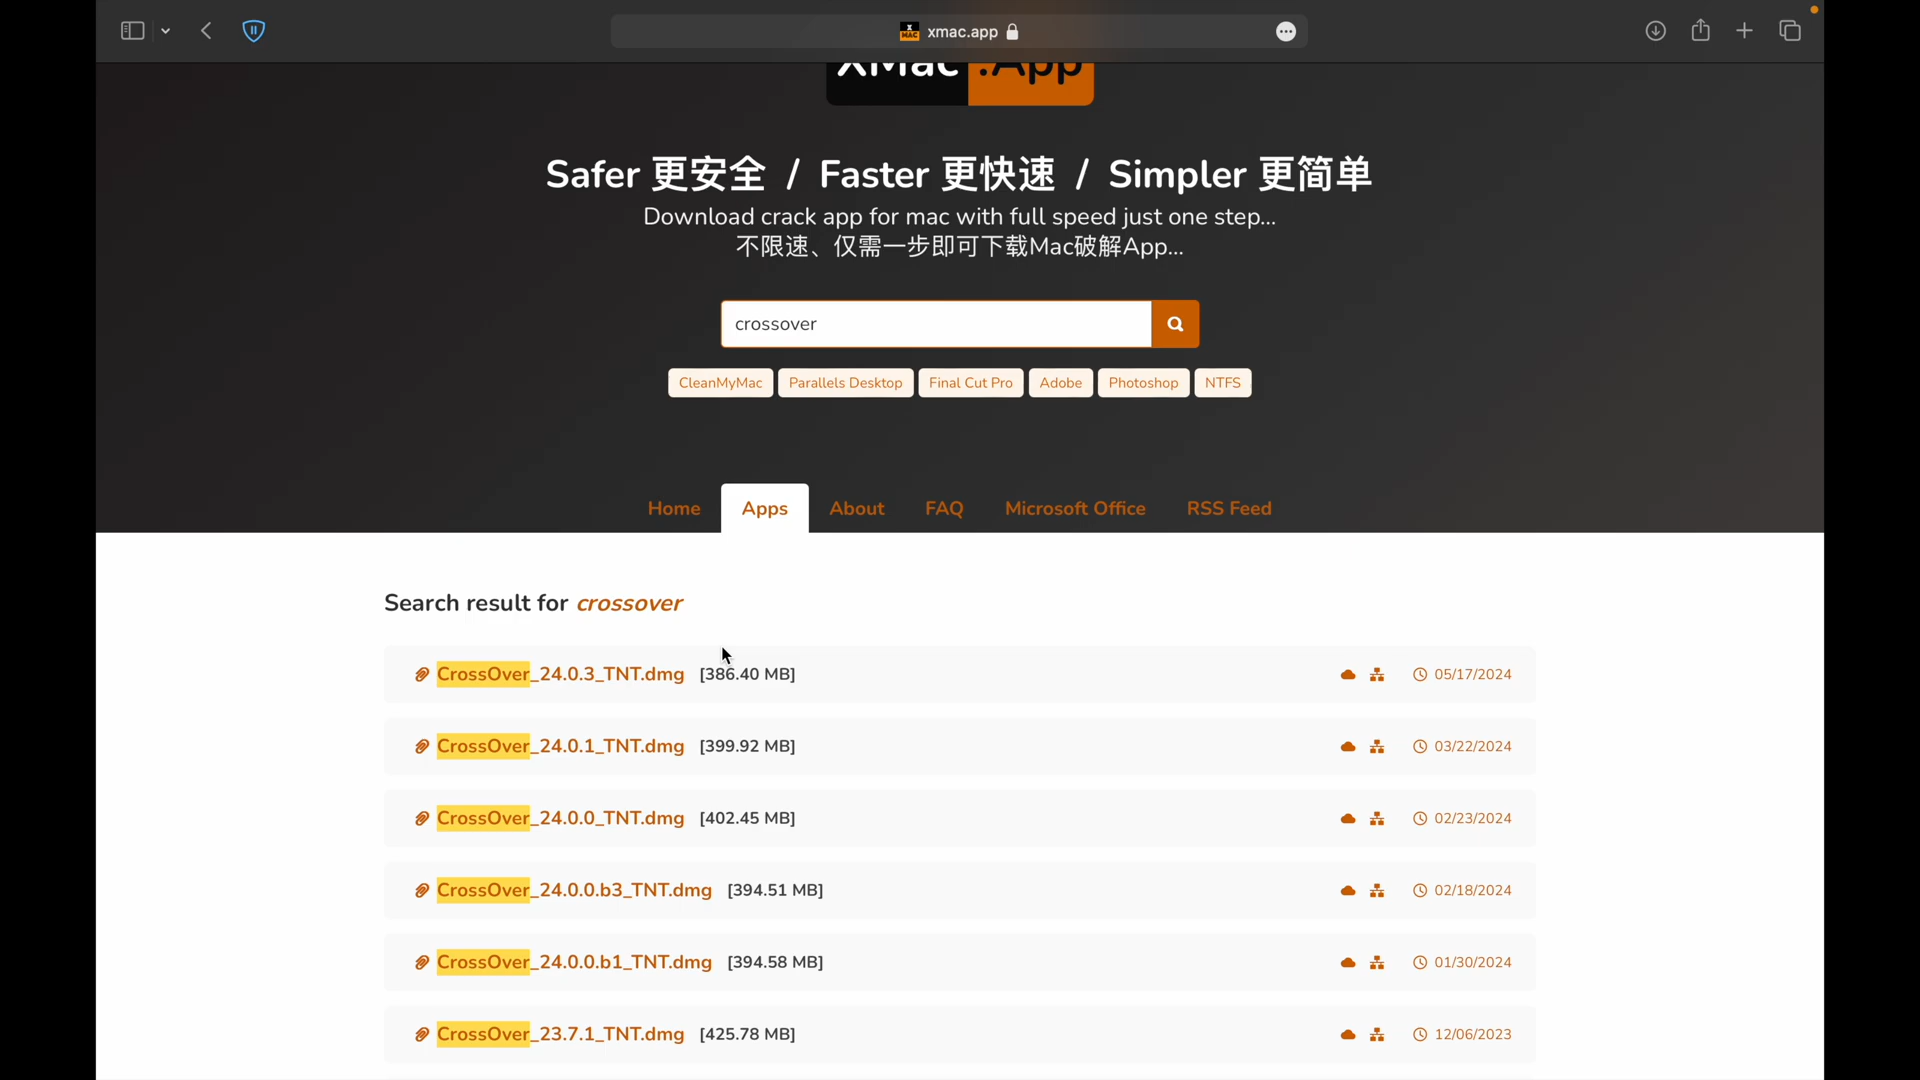 xmac.app
XMac .App
Safer 更安全 / Faster 更快速 / Simpler 更简单
Download crack app for mac with full speed just one step...
不限速、仅需一步即可下载Mac破解App...
crossover
CleanMyMac Parallels Desktop Final Cut Pro Adobe Photoshop NTFS
Home Apps About FAQ Microsoft Office RSS Feed
Search result for crossover
CrossOver_24.0.3_TNT.dmg [386.40 MB] 05/17/2024
CrossOver_24.0.1_TNT.dmg [399.92 MB] 03/22/2024
CrossOver_24.0.0_TNT.dmg [402.45 MB] 02/23/2024
CrossOver_24.0.0.b3_TNT.dmg [394.51 MB] 02/18/2024
CrossOver_24.0.0.b1_TNT.dmg [394.58 MB] 01/30/2024
CrossOver_23.7.1_TNT.dmg [425.78 MB] 12/06/2023